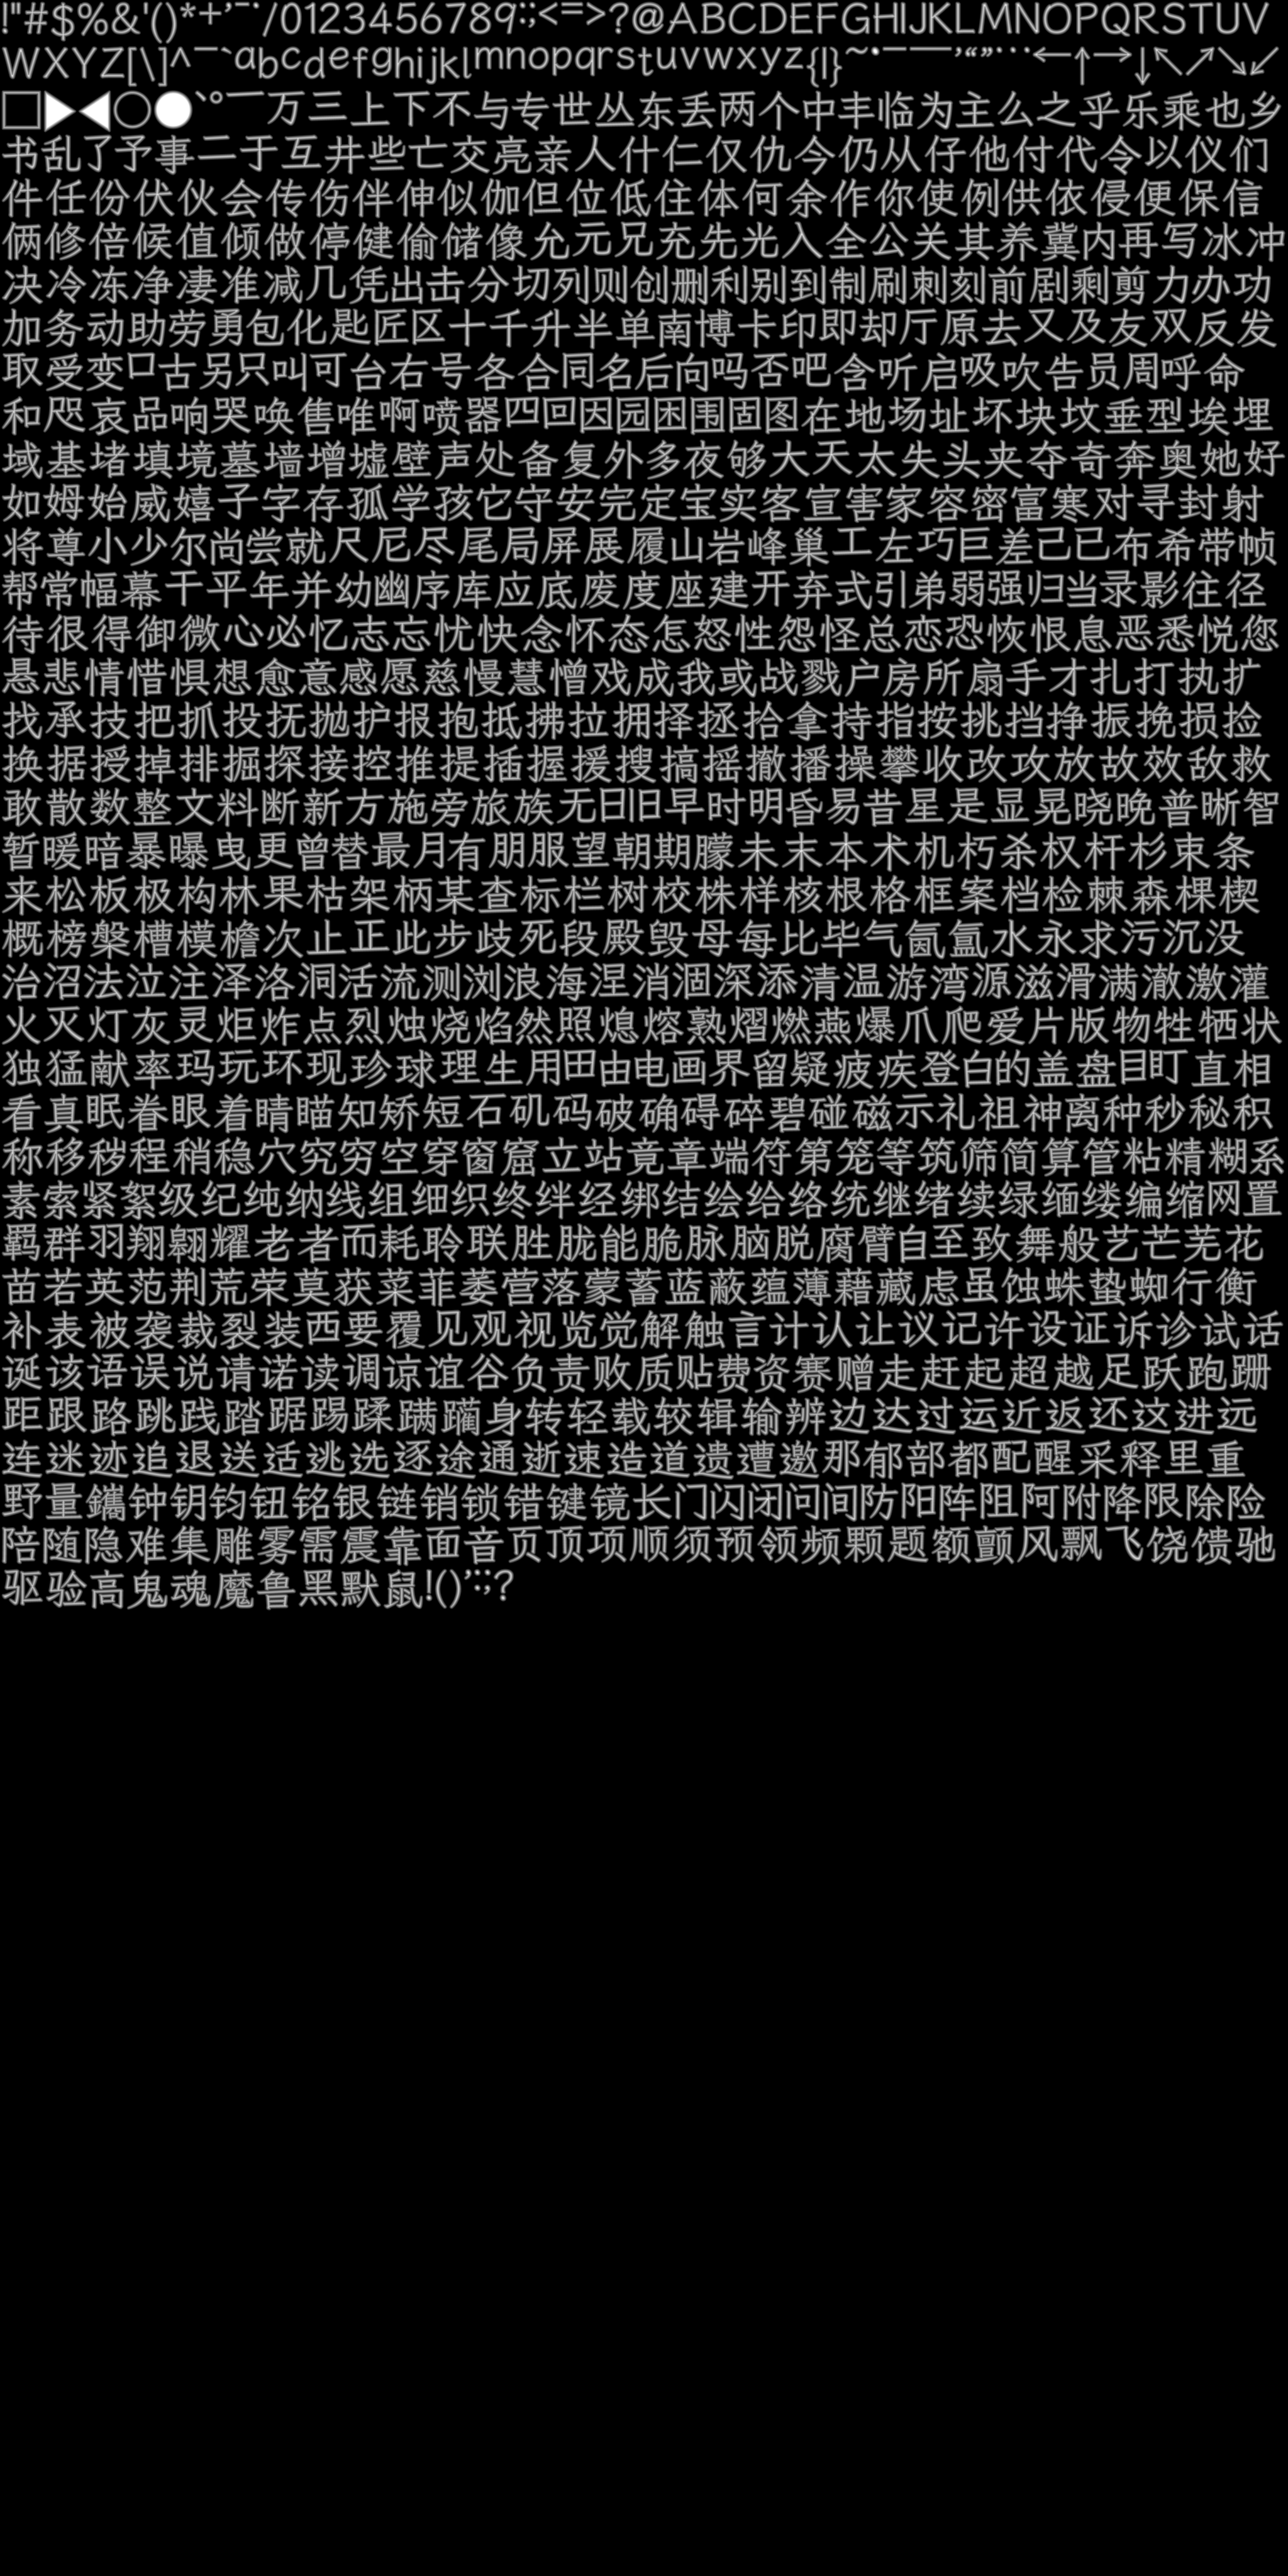 !"#$%&'()*+,-./0123456789:;<=>?@ABCDEFGHIJKLMNOPQRSTUV
WXYZ[\]^_`abcdefghijklmnopqrstuvwxyz{|}~·–—―’“”…←↑→↓↖↗↘↙
□▶◀○●、。一万三上下不与专世丛东丢两个中丰临为主么之乎乐乘也乡
书乱了予事二于互井些亡交亮亲人什仁仅仇今仍从仔他付代令以仪们
件任份伏伙会传伤伴伸似伽但位低住体何余作你使例供依侵便保信
俩修倍候值倾做停健偷储像允元兄充先光入全公关其养冀内再写冰冲
决冷冻净凄准减几凭出击分切列则创删利别到制刷刺刻前剧剩剪力办功
加务动助劳勇包化匙匠区十千升半单南博卡印即却厅原去又及友双反发
取受变口古另只叫可台右号各合同名后向吗否吧含听启吸吹告员周呼命
和咫哀品响哭唤售唯啊喷器四回因园困围固图在地场址坏块坟垂型埃埋
域基堵填境墓墙增墟壁声处备复外多夜够大天太失头夹夺奇奔奥她好
如姆始威嬉子字存孤学孩它守安完定宝实客宣害家容密富寒对寻封射
将尊小少尔尚尝就尺尼尽尾局屏展履山岩峰巢工左巧巨差己已布希带帧
帮常幅幕干平年并幼幽序库应底废度座建开弃式引弟弱强归当录影往径
待很得御微心必忆志忘忧快念怀态怎怒性怨怪总恋恐恢恨息恶悉悦您
悬悲情惜惧想愈意感愿慈慢慧憎戏成我或战戮户房所扇手才扎打执扩
找承技把抓投抚抛护报抱抵拂拉拥择拯拾拿持指按挑挡挣振挽损捡
换据授掉排掘探接控推提插握援搜搞摇撤播操攀收改攻放故效敌救
敢散数整文料断新方施旁旅族无日旧早时明昏易昔星是显晃晓晚普晰智
暂暖暗暴曝曳更曾替最月有朋服望朝期朦未末本术机朽杀权杆杉束条
来松板极构林果枯架柄某查标栏树校株样核根格框案档检棘森棵楔
概榜槃槽模檐次止正此步歧死段殿毁母每比毕气氤氲水永求污沉没
治沼法泣注泽洛洞活流测浏浪海涅消涸深添清温游湾源滋滑满澈激灌
火灭灯灰灵炬炸点烈烛烧焰然照熄熔熟熠燃燕爆爪爬爱片版物牲牺状
独猛献率玛玩环现珍球理生用田由电画界留疑疲疾登白的盖盘目盯直相
看真眠眷眼着睛瞄知矫短石矶码破确碍碎碧碰磁示礼祖神离种秒秘积
称移秽程稍稳穴究穷空穿窗窟立站竟章端符第笼等筑筛简算管粘精糊系
素索紧絮级纪纯纳线组细织终绊经绑结绘给络统继绪续绿缅缕编缩网置
羁群羽翔翱耀老者而耗聆联胜胧能脆脉脑脱腐臂自至致舞般艺芒芜花
苗若英范荆荒荣莫获菜菲萎营落蒙蓄蓝蔽蕴薄藉藏虑虽蚀蛛蛰蜘行衡
补表被袭裁裂装西要覆见观视览觉解触言计认让议记许设证诉诊试话
诞该语误说请诺读调谅谊谷负责败质贴费资赛赠走赶起超越足跃跑跚
距跟路跳践踏踞踢蹂蹒躏身转轻载较辑输辨边达过运近返还这进远
连迷迹追退送适逃选逐途通逝速造道遗遭邀那郁部都配醒采释里重
野量鑴钟钥钧钮铭银链销锁错键镜长门闪闭问间防阳阵阻阿附降限除险
陪随隐难集雕雾需震靠面音页顶项顺须预领频颗题额颤风飘飞饶馈驰
驱验高鬼魂魔鲁黑默鼠!(),:;?